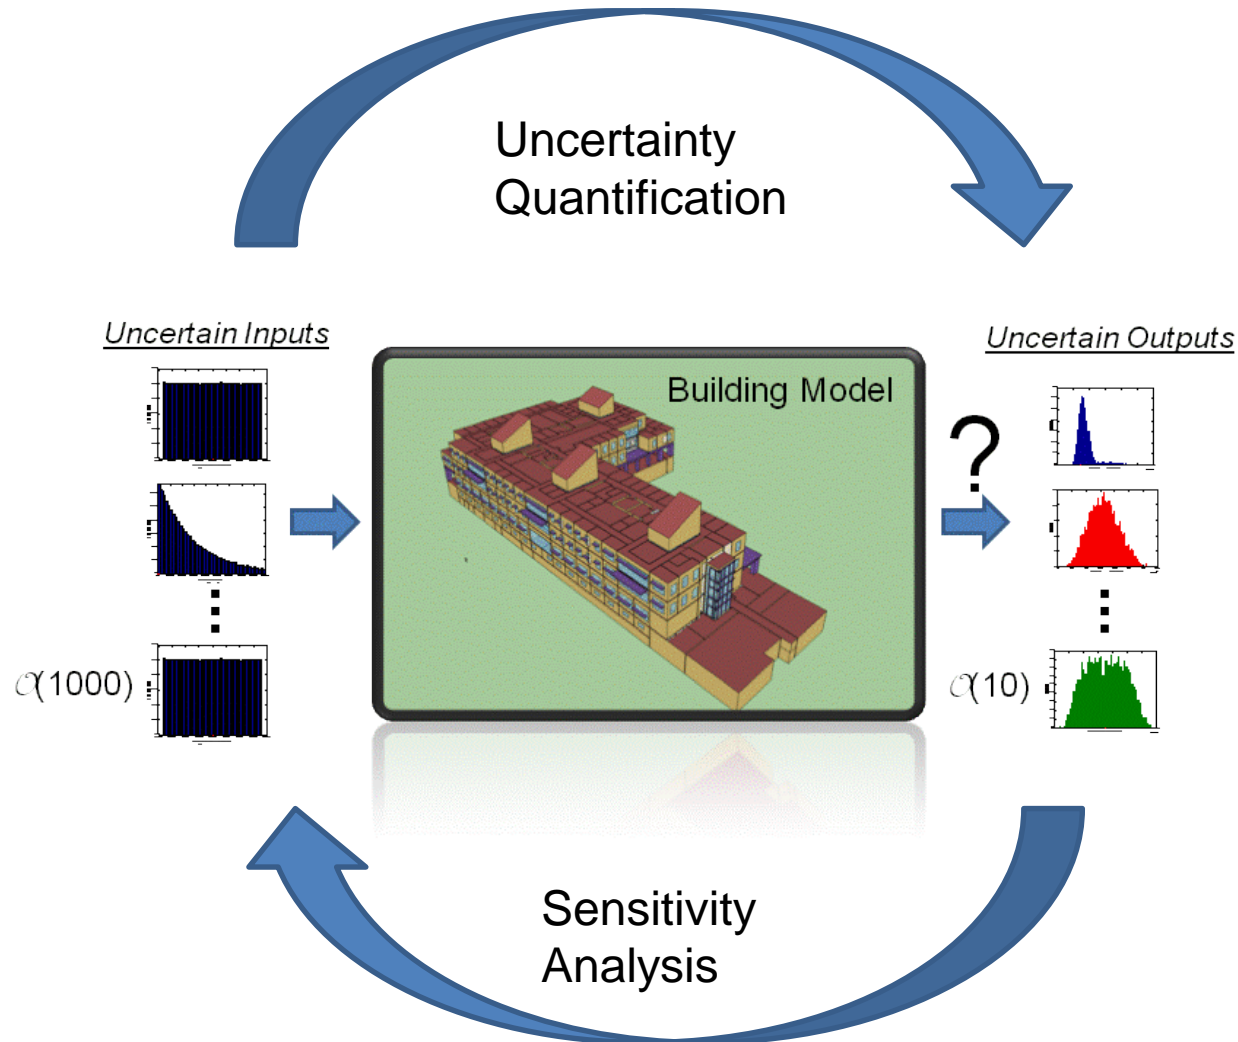 Uncertainty
Quantification
Uncertain Inputs
Uncertain Outputs
Building Model
?
𝒪(1000)
𝒪(10)
Sensitivity
Analysis